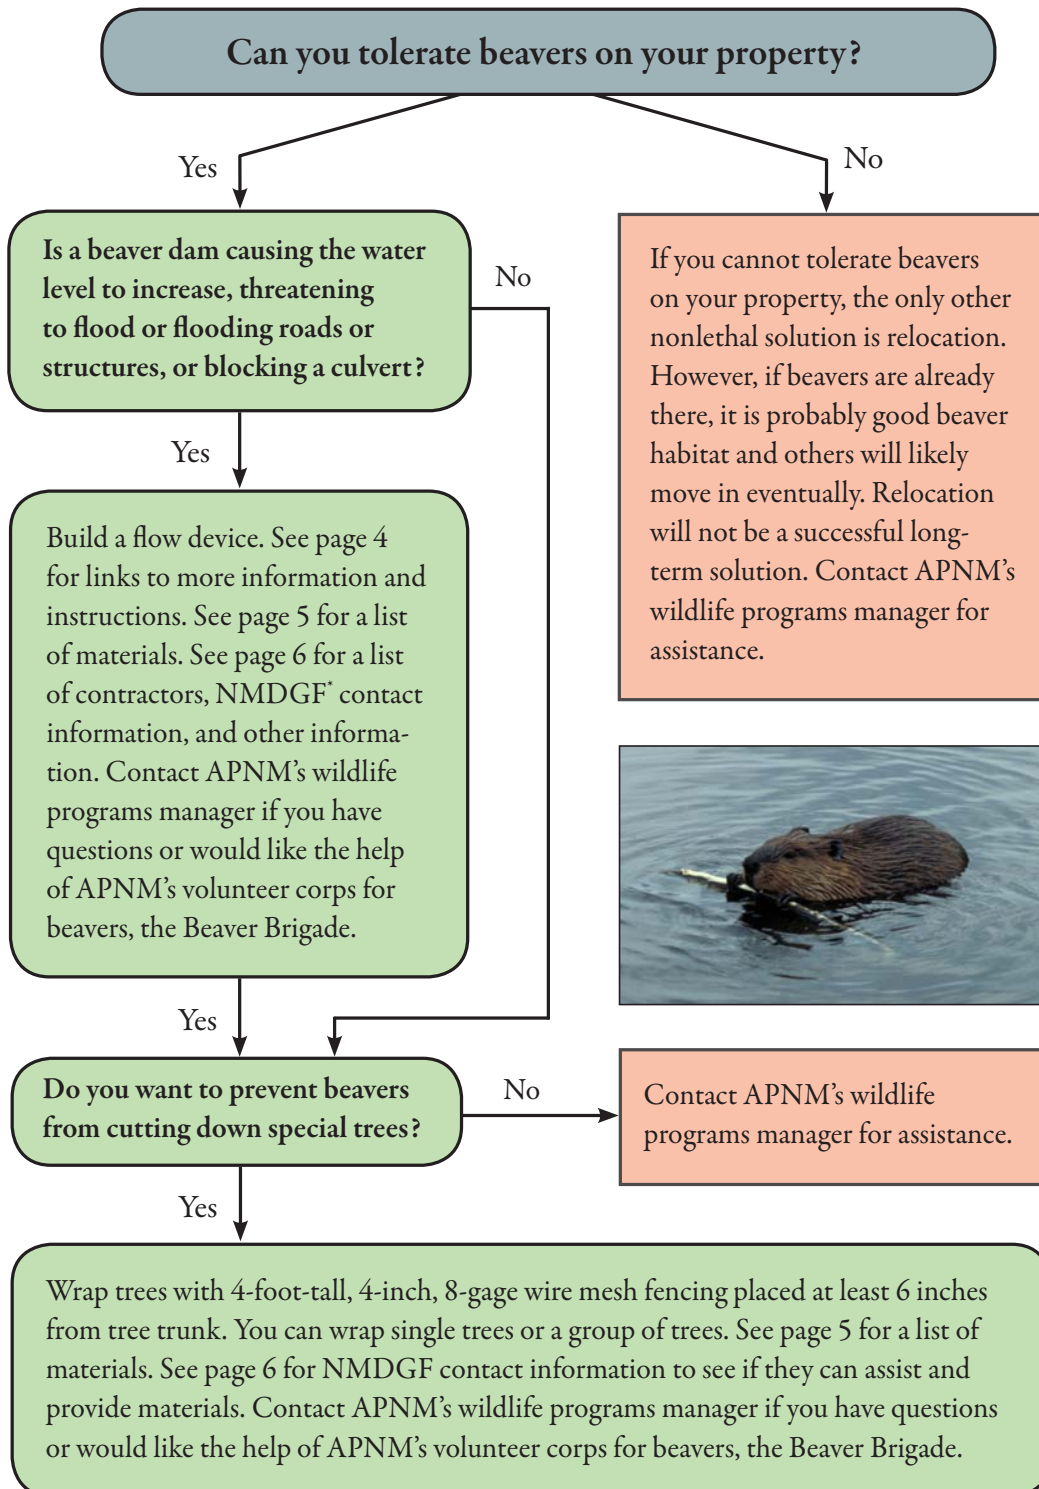 Can you tolerate beavers on your property?
Yes
No
Is a beaver dam causing the water
level to increase, threatening
to flood or flooding roads or
structures, or blocking a culvert?
No
If you cannot tolerate beavers
on your property, the only other
nonlethal solution is relocation.
However, if beavers are already
there, it is probably good beaver
habitat and others will likely
move in eventually. Relocation
will not be a successful long-
term solution. Contact APNM’s
wildlife programs manager for
assistance.
Yes
Build a flow device. See page 4
for links to more information and
instructions. See page 5 for a list
of materials. See page 6 for a list
of contractors, NMDGF* contact
information, and other informa-
tion. Contact APNM’s wildlife
programs manager if you have
questions or would like the help
of APNM’s volunteer corps for
beavers, the Beaver Brigade.
Yes
Do you want to prevent beavers
from cutting down special trees?
No
Contact APNM’s wildlife
programs manager for assistance.
Yes
Wrap trees with 4-foot-tall, 4-inch, 8-gage wire mesh fencing placed at least 6 inches
from tree trunk. You can wrap single trees or a group of trees. See page 5 for a list of
materials. See page 6 for NMDGF contact information to see if they can assist and
provide materials. Contact APNM’s wildlife programs manager if you have questions
or would like the help of APNM’s volunteer corps for beavers, the Beaver Brigade.